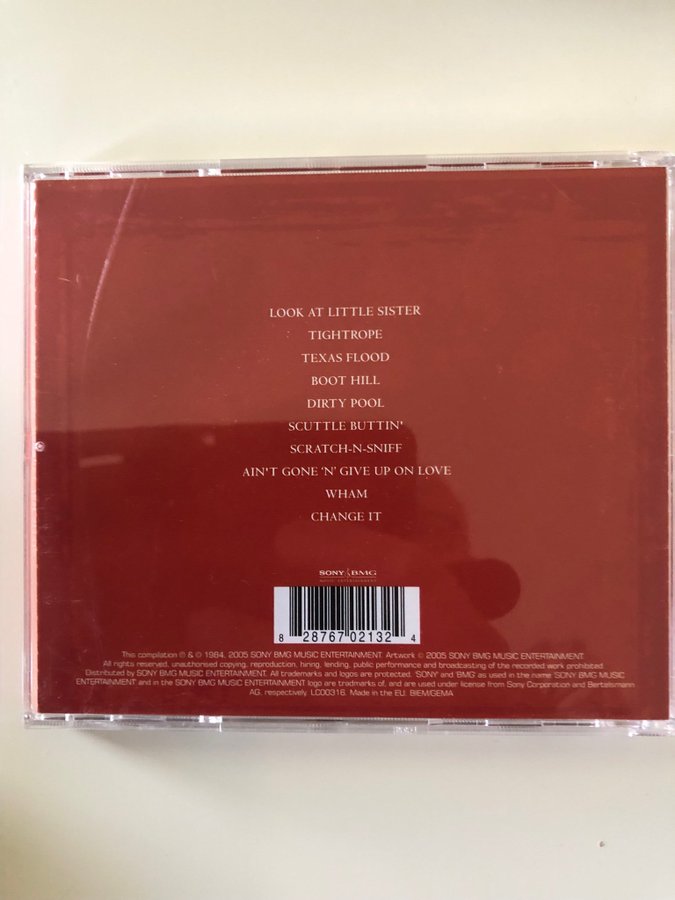 LOOK AT LITTLE SISTER
TIGHTROPE
TEXAS FLOOD
BOOT HILL
DIRTY POOL
SCUTTLE BUTTIN'
SCRATCH-N-SNIFF
AIN'T GONE 'N' GIVE UP ON LOVE
WHAM
CHANGE IT
SONY BMG
MUSIC ENTERTAINMENT
8 28767 02132 4
This compilation ℗ & © 1984, 2005 SONY BMG MUSIC ENTERTAINMENT. Artwork © 2005 SONY BMG MUSIC ENTERTAINMENT.
All rights reserved, unauthorised copying, reproduction, hiring, lending, public performance and broadcasting of the recorded work prohibited
Distributed by SONY BMG MUSIC ENTERTAINMENT. All trademarks and logos are protected. 'SONY' and 'BMG' as used in the name 'SONY BMG MUSIC
ENTERTAINMENT' and in the SONY BMG MUSIC ENTERTAINMENT logo are trademarks of, and are used under license from Sony Corporation and Bertelsmann
AG, respectively. LC00316. Made in the EU. BIEM/GEMA